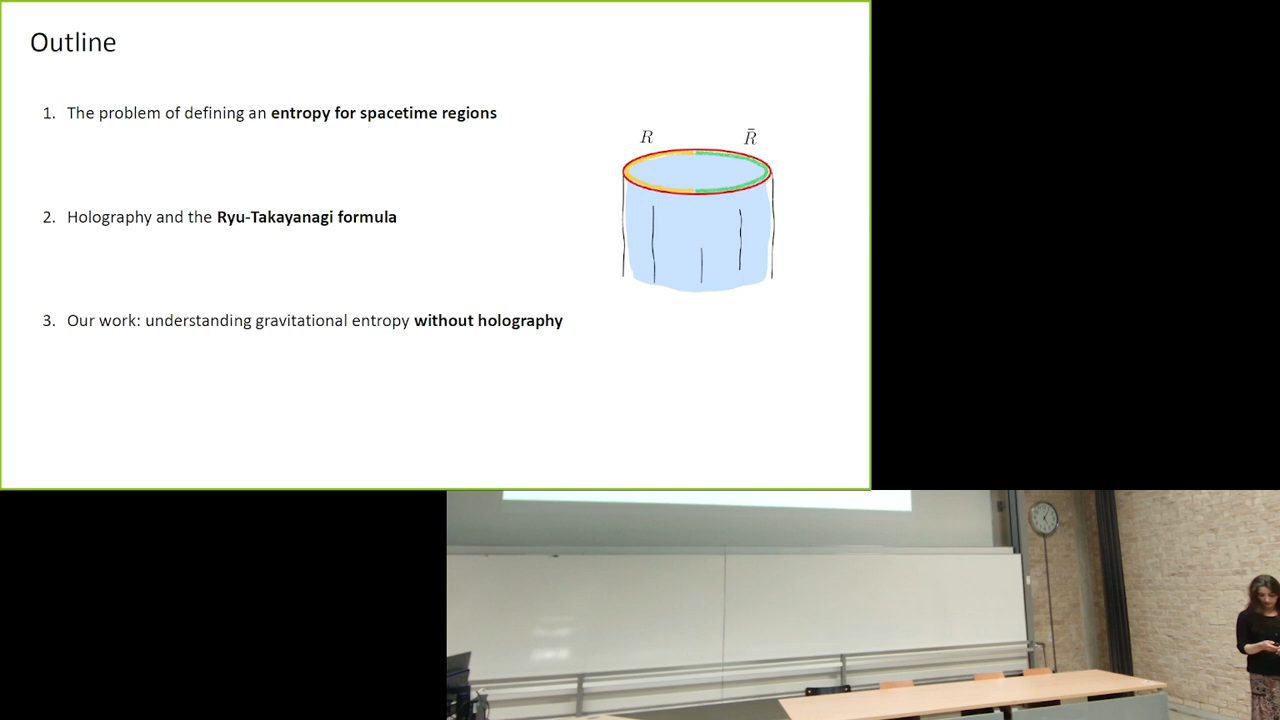 Outline
1. The problem of defining an entropy for spacetime regions
R R̄
2. Holography and the Ryu-Takayanagi formula
3. Our work: understanding gravitational entropy without holography